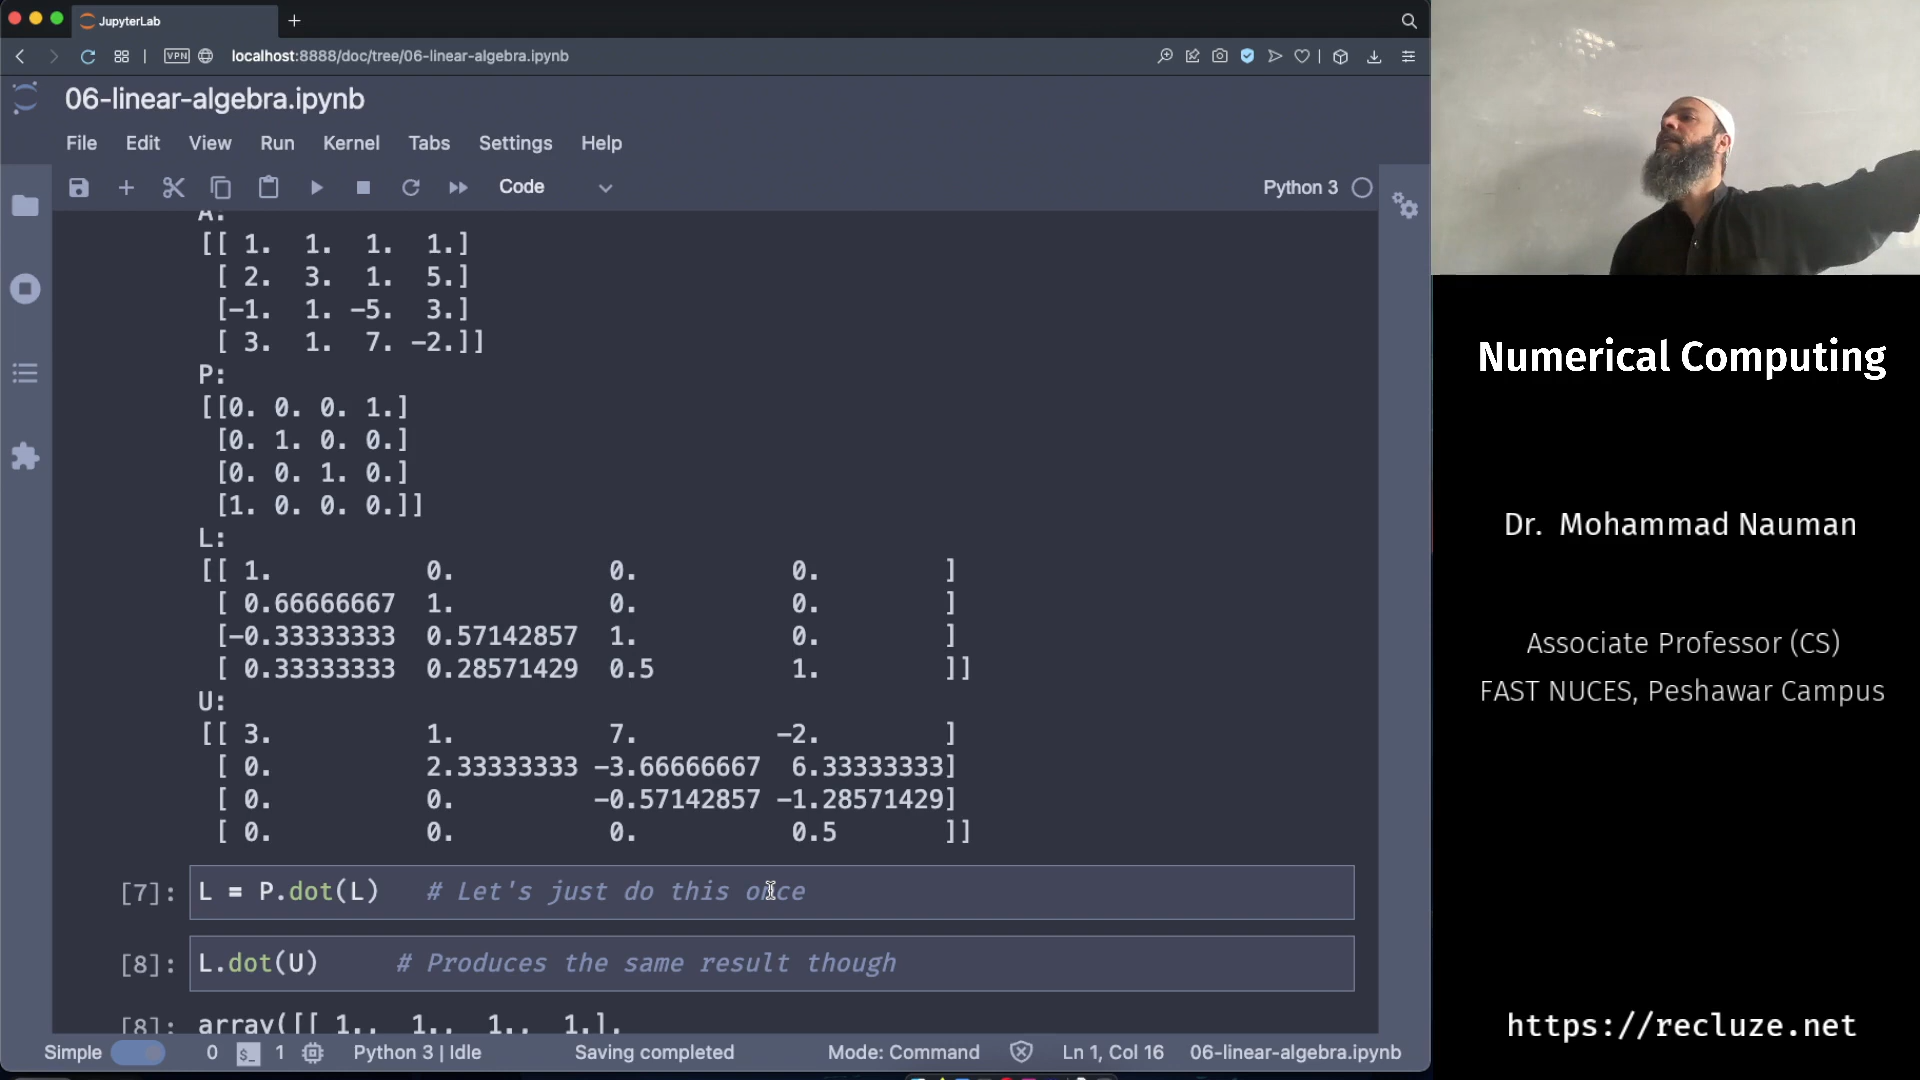 JupyterLab
VPN
localhost:8888/doc/tree/06-linear-algebra.ipynb
06-linear-algebra.ipynb
File Edit View Run Kernel Tabs Settings Help
Code
Python 3
A:
[[ 1. 1. 1. 1.]
[ 2. 3. 1. 5.]
[−1. 1. −5. 3.]
[ 3. 1. 7. −2.]]
P:
[[0. 0. 0. 1.]
[0. 1. 0. 0.]
[0. 0. 1. 0.]
[1. 0. 0. 0.]]
L:
[[ 1. 0. 0. 0. ]
[ 0.66666667 1. 0. 0. ]
[−0.33333333 0.57142857 1. 0. ]
[ 0.33333333 0.28571429 0.5 1. ]]
U:
[[ 3. 1. 7. −2. ]
[ 0. 2.33333333 −3.66666667 6.33333333]
[ 0. 0. −0.57142857 −1.28571429]
[ 0. 0. 0. 0.5 ]]
[7]: L = P.dot(L) # Let's just do this once
[8]: L.dot(U) # Produces the same result though
[8]: array([[ 1., 1., 1., 1.],
Simple 0 $_ 1 Python 3 | Idle Saving completed Mode: Command Ln 1, Col 16 06-linear-algebra.ipynb
Numerical Computing
Dr. Mohammad Nauman
Associate Professor (CS)
FAST NUCES, Peshawar Campus
https://recluze.net